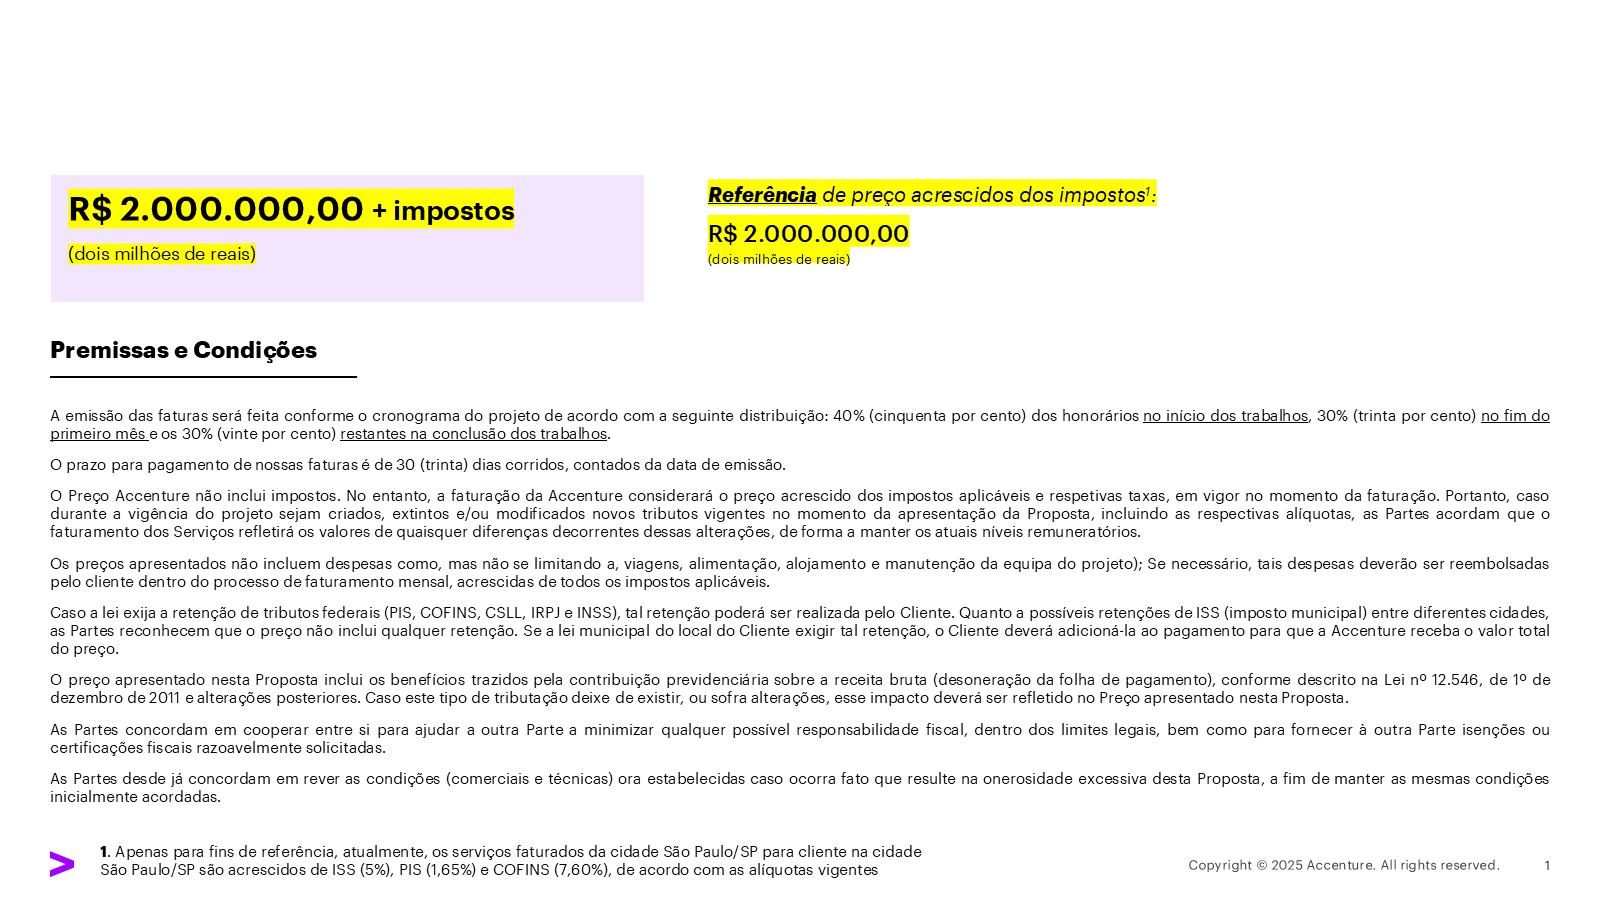 R$ 2.000.000,00 + impostos
(dois milhões de reais)
Referência de preço acrescidos dos impostos¹:
R$ 2.000.000,00
(dois milhões de reais)
Premissas e Condições
A emissão das faturas será feita conforme o cronograma do projeto de acordo com a seguinte distribuição: 40% (cinquenta por cento) dos honorários no início dos trabalhos, 30% (trinta por cento) no fim do
primeiro mês e os 30% (vinte por cento) restantes na conclusão dos trabalhos.
O prazo para pagamento de nossas faturas é de 30 (trinta) dias corridos, contados da data de emissão.
O Preço Accenture não inclui impostos. No entanto, a faturação da Accenture considerará o preço acrescido dos impostos aplicáveis e respetivas taxas, em vigor no momento da faturação. Portanto, caso
durante a vigência do projeto sejam criados, extintos e/ou modificados novos tributos vigentes no momento da apresentação da Proposta, incluindo as respectivas alíquotas, as Partes acordam que o
faturamento dos Serviços refletirá os valores de quaisquer diferenças decorrentes dessas alterações, de forma a manter os atuais níveis remuneratórios.
Os preços apresentados não incluem despesas como, mas não se limitando a, viagens, alimentação, alojamento e manutenção da equipa do projeto); Se necessário, tais despesas deverão ser reembolsadas
pelo cliente dentro do processo de faturamento mensal, acrescidas de todos os impostos aplicáveis.
Caso a lei exija a retenção de tributos federais (PIS, COFINS, CSLL, IRPJ e INSS), tal retenção poderá ser realizada pelo Cliente. Quanto a possíveis retenções de ISS (imposto municipal) entre diferentes cidades,
as Partes reconhecem que o preço não inclui qualquer retenção. Se a lei municipal do local do Cliente exigir tal retenção, o Cliente deverá adicioná-la ao pagamento para que a Accenture receba o valor total
do preço.
O preço apresentado nesta Proposta inclui os benefícios trazidos pela contribuição previdenciária sobre a receita bruta (desoneração da folha de pagamento), conforme descrito na Lei nº 12.546, de 1º de
dezembro de 2011 e alterações posteriores. Caso este tipo de tributação deixe de existir, ou sofra alterações, esse impacto deverá ser refletido no Preço apresentado nesta Proposta.
As Partes concordam em cooperar entre si para ajudar a outra Parte a minimizar qualquer possível responsabilidade fiscal, dentro dos limites legais, bem como para fornecer à outra Parte isenções ou
certificações fiscais razoavelmente solicitadas.
As Partes desde já concordam em rever as condições (comerciais e técnicas) ora estabelecidas caso ocorra fato que resulte na onerosidade excessiva desta Proposta, a fim de manter as mesmas condições
inicialmente acordadas.
1. Apenas para fins de referência, atualmente, os serviços faturados da cidade São Paulo/SP para cliente na cidade
São Paulo/SP são acrescidos de ISS (5%), PIS (1,65%) e COFINS (7,60%), de acordo com as alíquotas vigentes
Copyright © 2025 Accenture. All rights reserved. 1